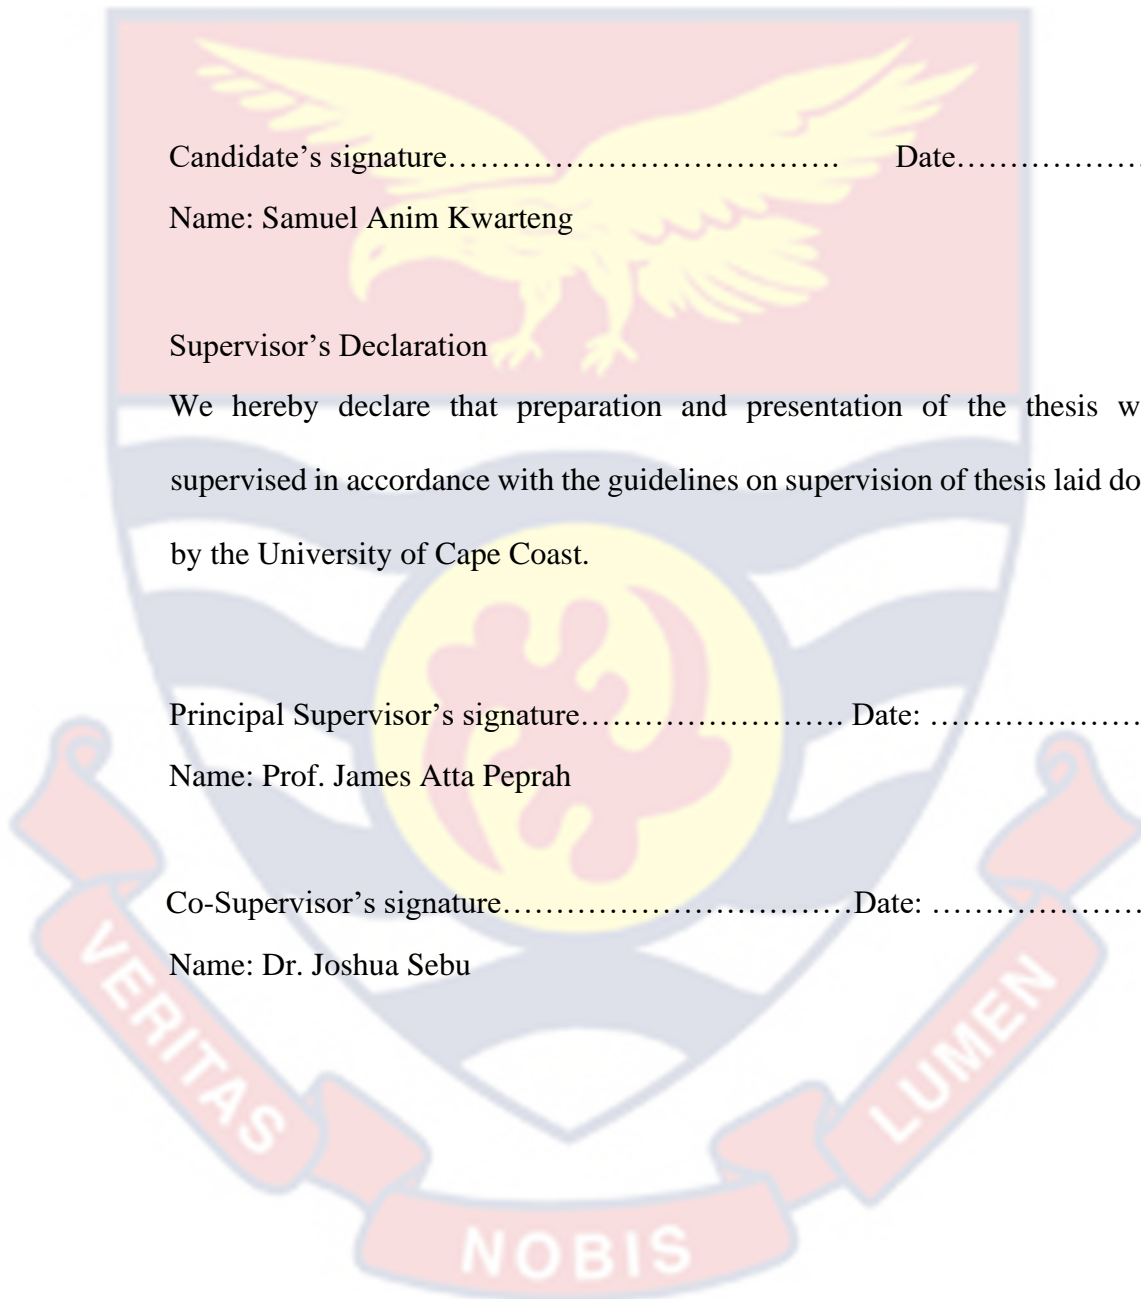 Candidate’s signature………………………………. Date………………
Name: Samuel Anim Kwarteng
Supervisor’s Declaration
We hereby declare that preparation and presentation of the thesis w
supervised in accordance with the guidelines on supervision of thesis laid do
by the University of Cape Coast.
Principal Supervisor’s signature……………………. Date: …………………
Name: Prof. James Atta Peprah
Co-Supervisor’s signature……………………………Date: …………………
Name: Dr. Joshua Sebu
VERITAS
NOBIS
LUMEN